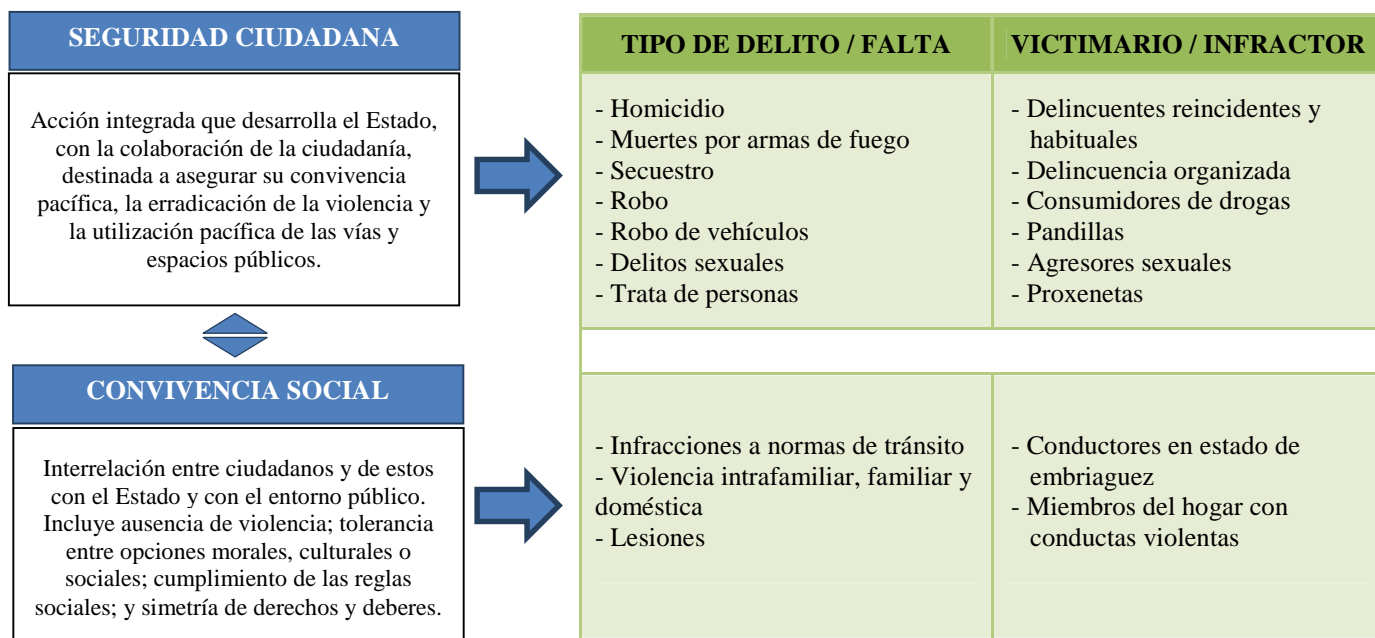 SEGURIDAD CIUDADANA
Acción integrada que desarrolla el Estado,
con la colaboración de la ciudadanía,
destinada a asegurar su convivencia
pacífica, la erradicación de la violencia y
la utilización pacífica de las vías y
espacios públicos.
TIPO DE DELITO / FALTA
- Homicidio
- Muertes por armas de fuego
- Secuestro
- Robo
- Robo de vehículos
- Delitos sexuales
- Trata de personas
VICTIMARIO / INFRACTOR
- Delincuentes reincidentes y
habituales
- Delincuencia organizada
- Consumidores de drogas
- Pandillas
- Agresores sexuales
- Proxenetas
CONVIVENCIA SOCIAL
Interrelación entre ciudadanos y de estos
con el Estado y con el entorno público.
Incluye ausencia de violencia; tolerancia
entre opciones morales, culturales o
sociales; cumplimiento de las reglas
sociales; y simetría de derechos y deberes.
- Infracciones a normas de tránsito
- Violencia intrafamiliar, familiar y
doméstica
- Lesiones
- Conductores en estado de
embriaguez
- Miembros del hogar con
conductas violentas